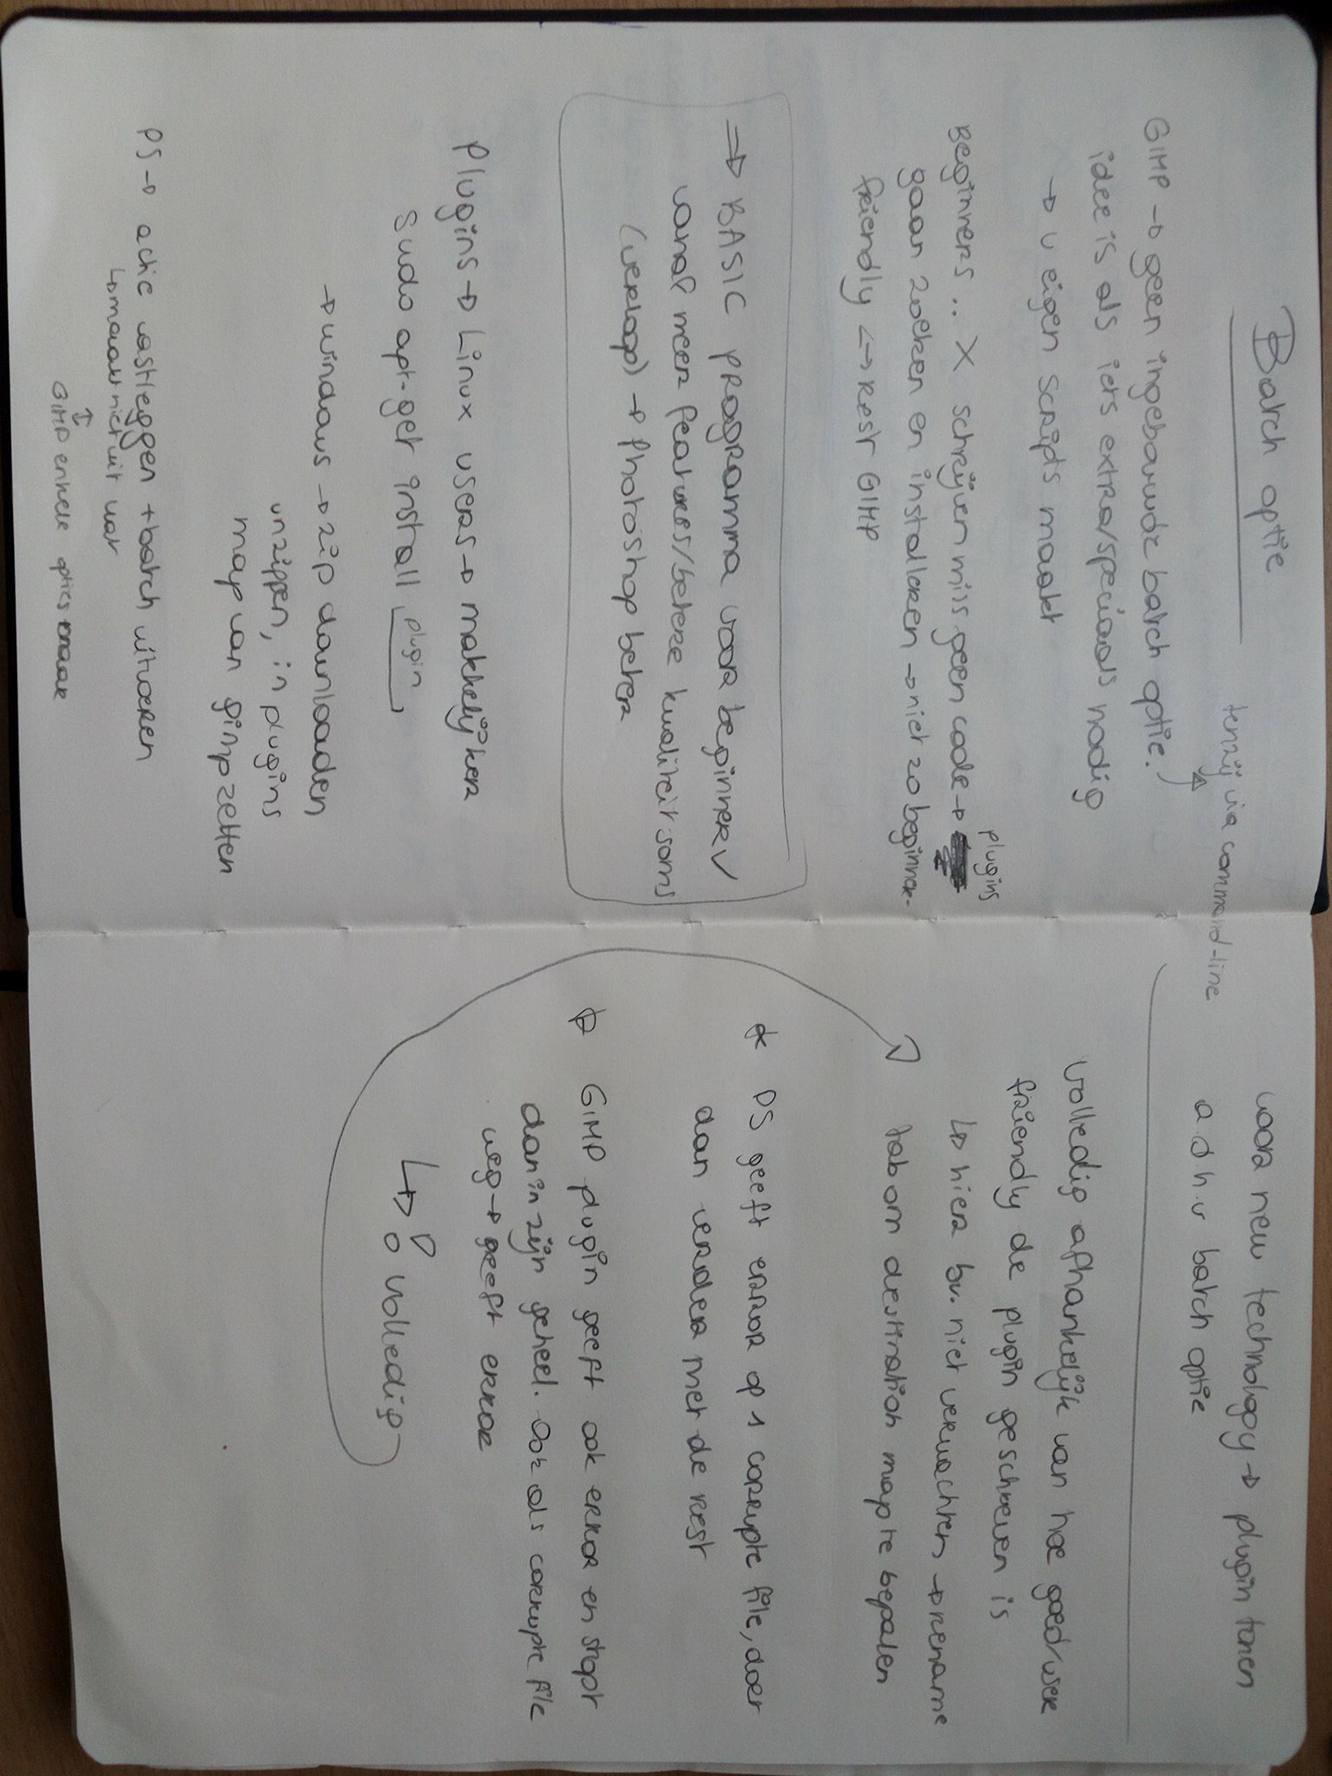 Batch optie
tenzij via command-line
GIMP → geen ingebouwde batch optie.
idee is als iets extra/speciaals nodig
→ u eigen scripts maakt
Beginners .. X schrijven miss geen code → plugins
gaan zoeken en installeren → niet zo beginner-
friendly ↔ Rest GIMP
⇒ BASIC programma voor beginner ✓
vanaf meer features/betere kwaliteit soms
(verloop) → Photoshop beter
Plugins → Linux users → makkelijker
sudo apt-get install plugin
→ windows → zip downloaden
unzippen, in plugins
map van gimp zetten
PS → actie vastleggen + batch uitvoeren
↳ maakt niet uit wat
↕
GIMP enkele opties maar
voor new technology → plugin tonen
a d h v batch optie
volledig afhankelijk van hoe goed/user
friendly de plugin geschreven is
↳ hier bv. niet verwachten → rename
tab om destination map te bepalen
* PS geeft error op 1 corrupte file, doet
dan verder met de rest
GIMP plugin geeft ook error en stopt
dan in zijn geheel. Ook als corrupte file
weg → geeft error
↳ ! volledig